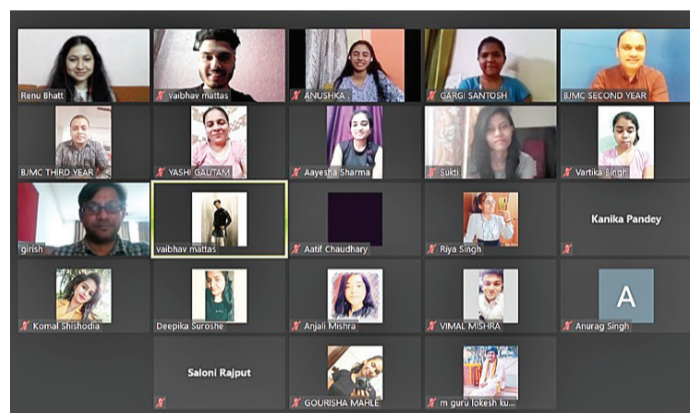 Renu Bhatt
vaibhav mattas
ANUSHKA .
GARGI SANTOSH
BJMC SECOND YEAR
BJMC THIRD YEAR
YASHI GAUTAM
Aayesha Sharma
Sukti
Vartika Singh
girish
vaibhav mattas
Aatif Chaudhary
Riya Singh
Kanika Pandey
Komal Shishodia
Deepika Suroshe
Anjali Mishra
VIMAL MISHRA
A
Anurag Singh
Saloni Rajput
GOURISHA MAHLE
m guru lokesh ku...